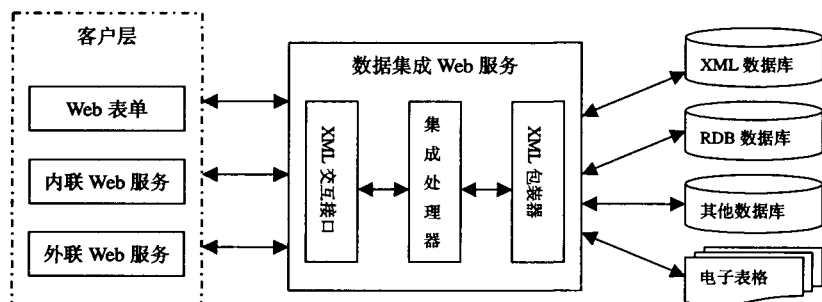 客户层
Web 表单
内联 Web 服务
外联 Web 服务
数据集成 Web 服务
XML 交互接口
集成处理器
XML 包装器
XML 数据库
RDB 数据库
其他数据库
电子表格